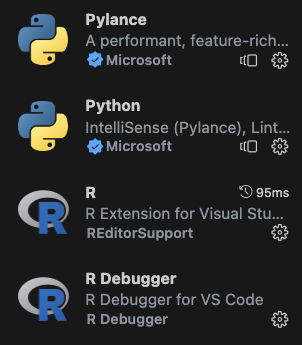 Pylance
A performant, feature-rich...
Microsoft
Python
IntelliSense (Pylance), Lint...
Microsoft
R 95ms
R Extension for Visual Stu...
REditorSupport
R Debugger
R Debugger for VS Code
R Debugger